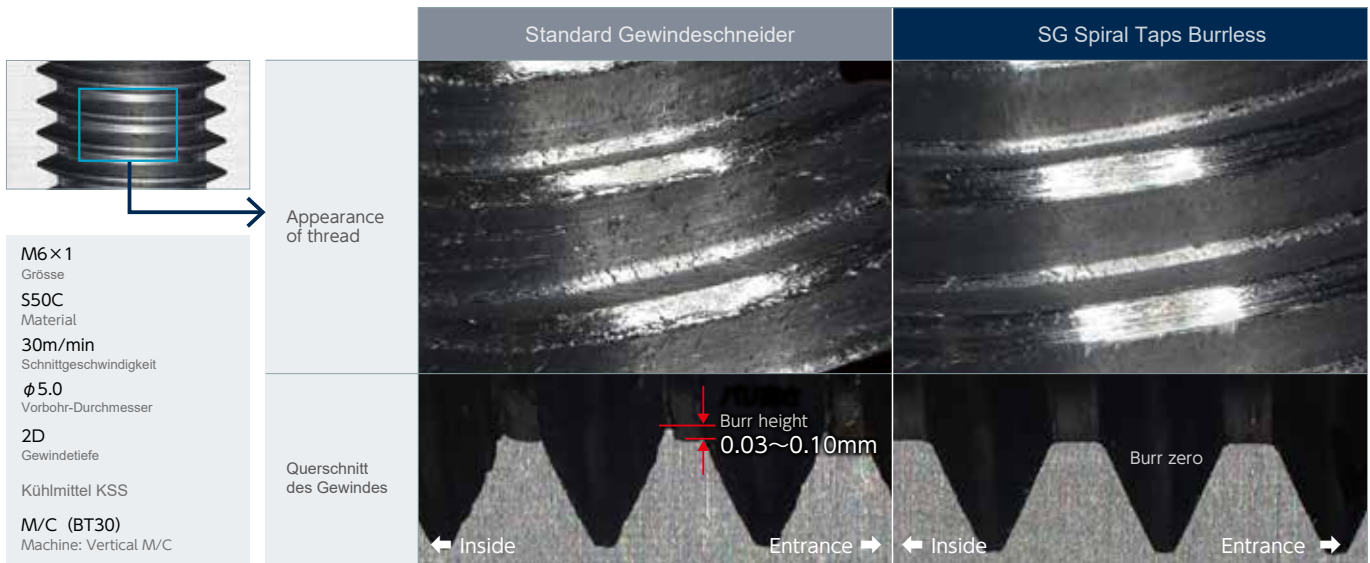 Standard Gewindeschneider
SG Spiral Taps Burrless
Appearance
of thread
M6×1
Grösse
S50C
Material
30m/min
Schnittgeschwindigkeit
ϕ5.0
Vorbohr-Durchmesser
2D
Gewindetiefe
Kühlmittel KSS
M/C (BT30)
Machine: Vertical M/C
Querschnitt
des Gewindes
Burr height
0.03～0.10mm
← Inside
Entrance →
Burr zero
← Inside
Entrance →